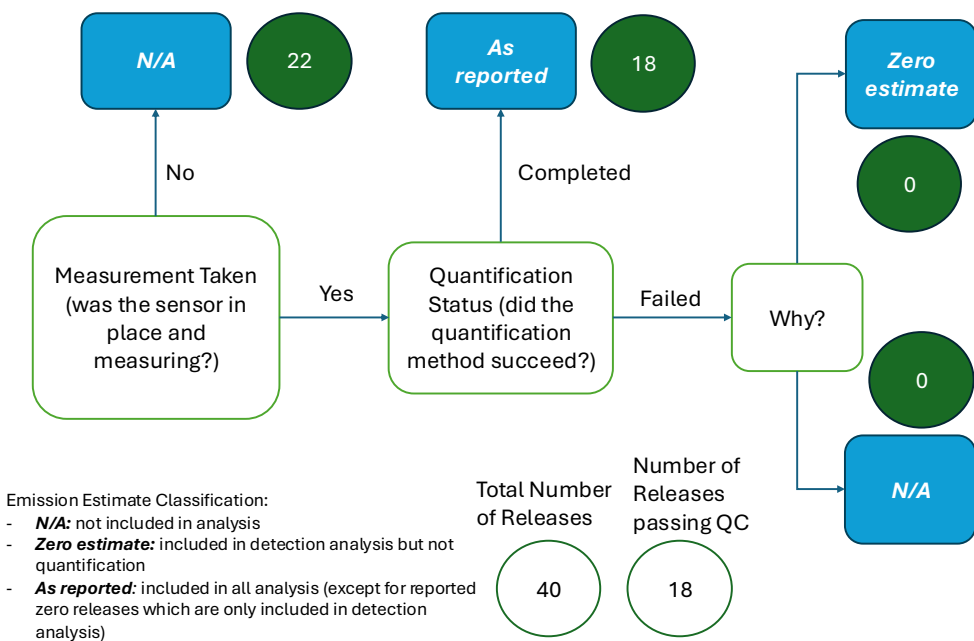 N/A
22
As
reported
18
Zero
estimate
0
No
Completed
Measurement Taken
(was the sensor in
place and
measuring?)
Yes
Quantification
Status (did the
quantification
method succeed?)
Failed
Why?
0
N/A
Emission Estimate Classification:
- N/A: not included in analysis
- Zero estimate: included in detection analysis but not
quantification
- As reported: included in all analysis (except for reported
zero releases which are only included in detection
analysis)
Total Number
of Releases
40
Number of
Releases
passing QC
18